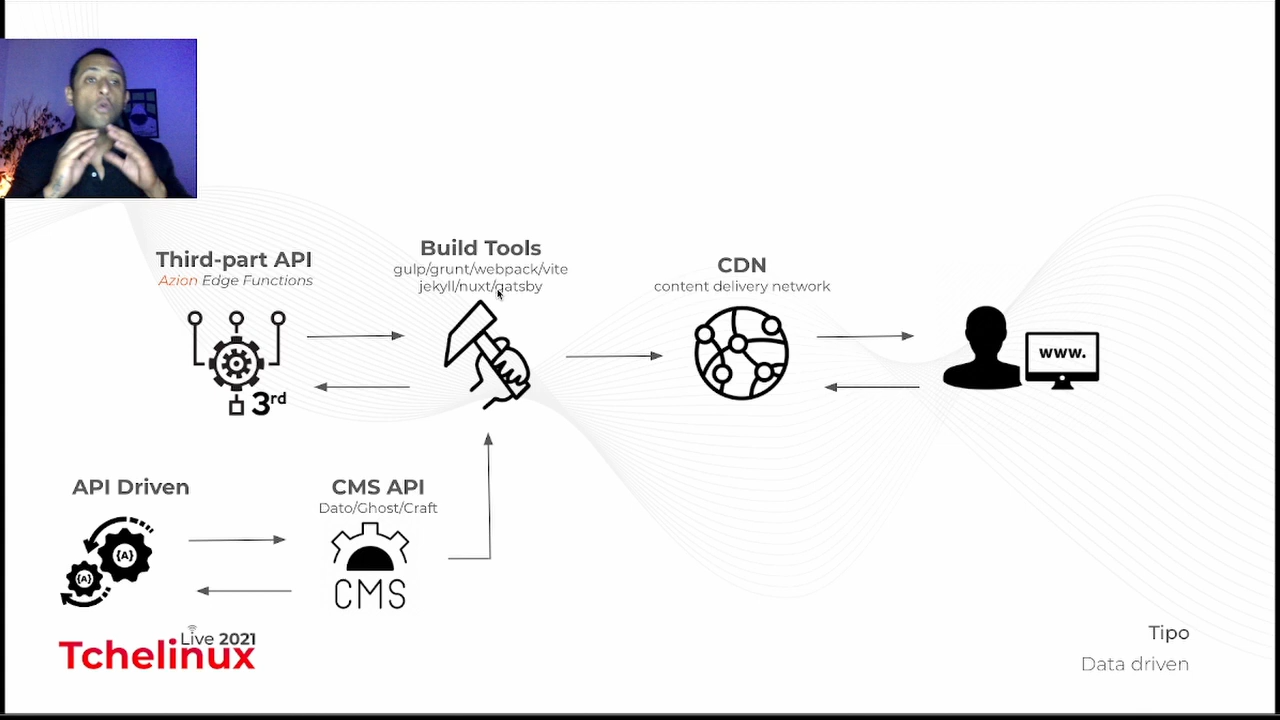 Third-part API
Azion Edge Functions
3rd
Build Tools
gulp/grunt/webpack/vite
jekyll/nuxt/gatsby
CDN
content delivery network
www.
API Driven
{A}
{A}
CMS API
Dato/Ghost/Craft
CMS
Live 2021
Tchelinux
Tipo
Data driven